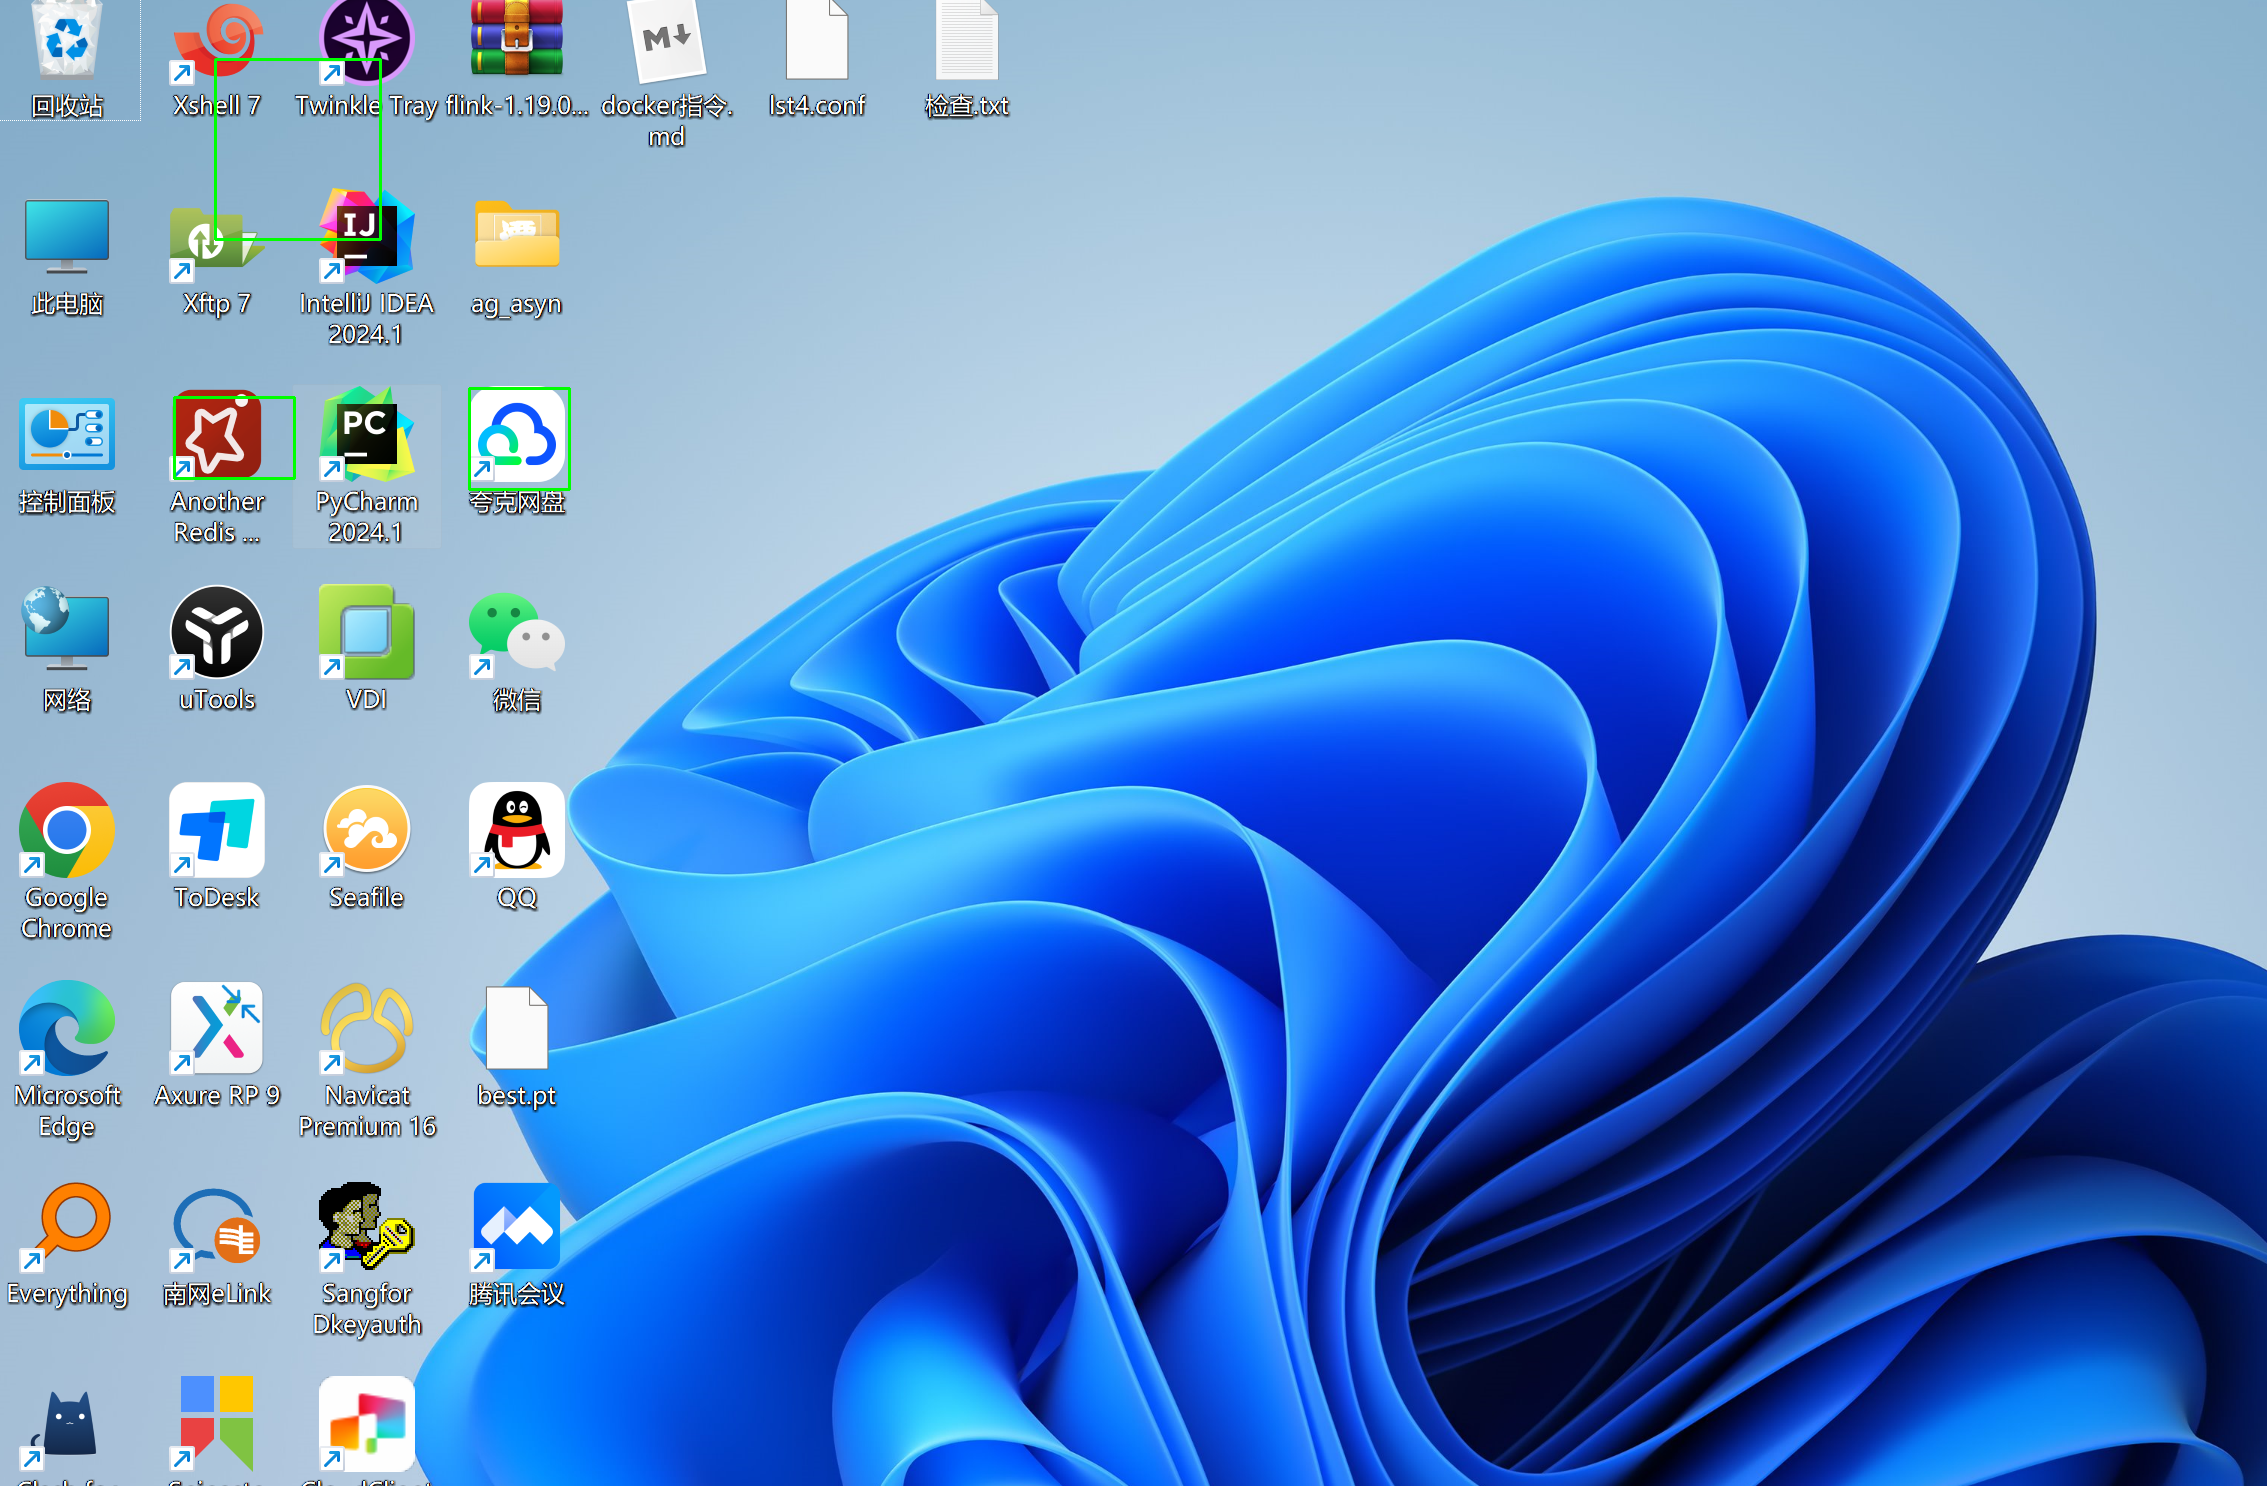 回收站
Xshell 7
Twinkle Tray
flink-1.19.0...
docker指令.
md
lst4.conf
检查.txt
此电脑
Xftp 7
IJ
IntelliJ IDEA
2024.1
ag_asyn
控制面板
Another
Redis ...
PC
PyCharm
2024.1
夸克网盘
网络
uTools
VDI
微信
Google
Chrome
ToDesk
Seafile
QQ
Microsoft
Edge
Axure RP 9
Navicat
Premium 16
best.pt
Everything
南网eLink
Sangfor
Dkeyauth
腾讯会议